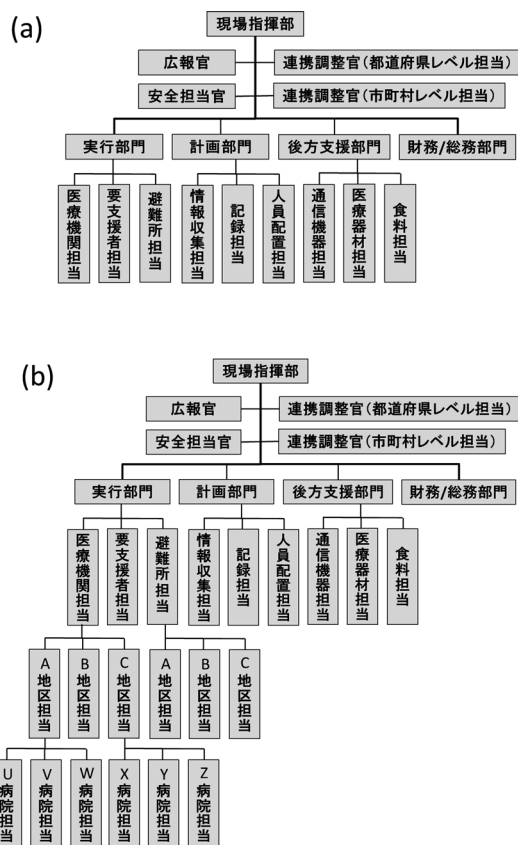 (a)
現場指揮部
広報官
連携調整官(都道府県レベル担当)
安全担当官
連携調整官(市町村レベル担当)
実行部門
計画部門
後方支援部門
財務/総務部門
医療機関担当
要支援者担当
避難所担当
情報収集担当
記録担当
人員配置担当
通信機器担当
医療器材担当
食料担当
(b)
現場指揮部
広報官
連携調整官(都道府県レベル担当)
安全担当官
連携調整官(市町村レベル担当)
実行部門
計画部門
後方支援部門
財務/総務部門
医療機関担当
要支援者担当
避難所担当
情報収集担当
記録担当
人員配置担当
通信機器担当
医療器材担当
食料担当
A地区担当
B地区担当
C地区担当
A地区担当
B地区担当
C地区担当
U病院担当
V病院担当
W病院担当
X病院担当
Y病院担当
Z病院担当